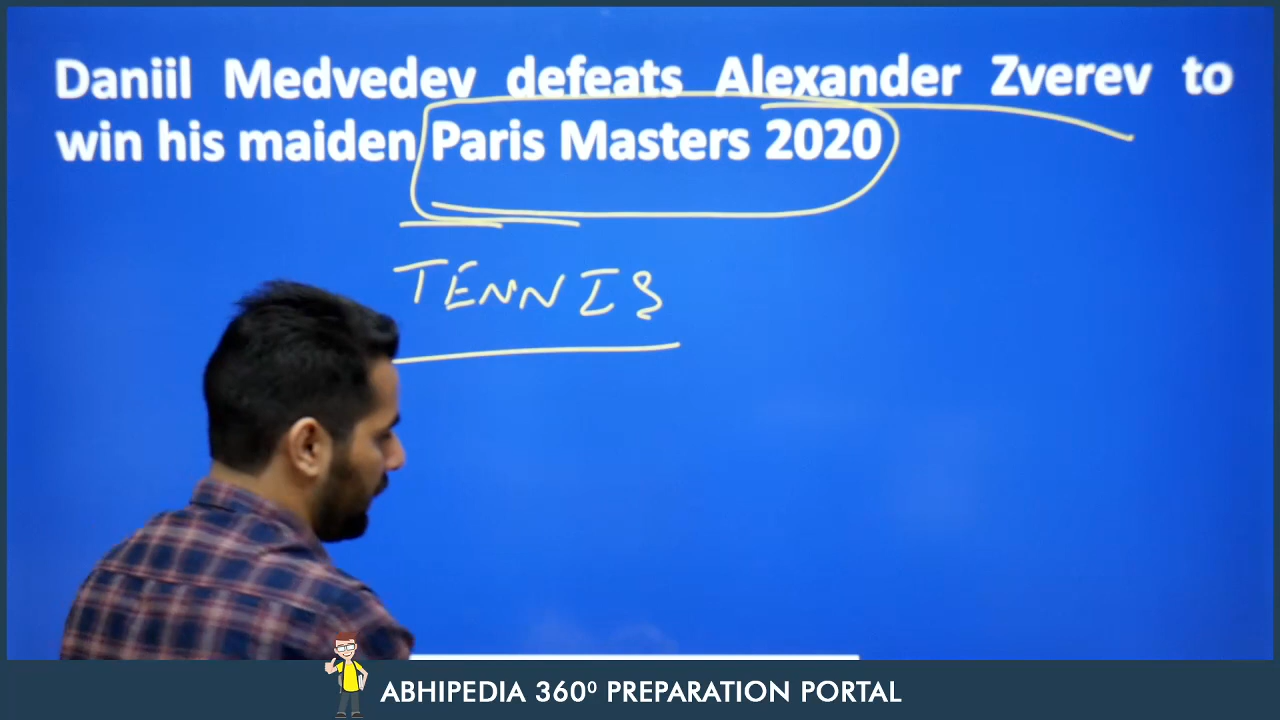 Daniil Medvedev defeats Alexander Zverev to
win his maiden Paris Masters 2020
TENNIS
ABHIPEDIA 360⁰ PREPARATION PORTAL